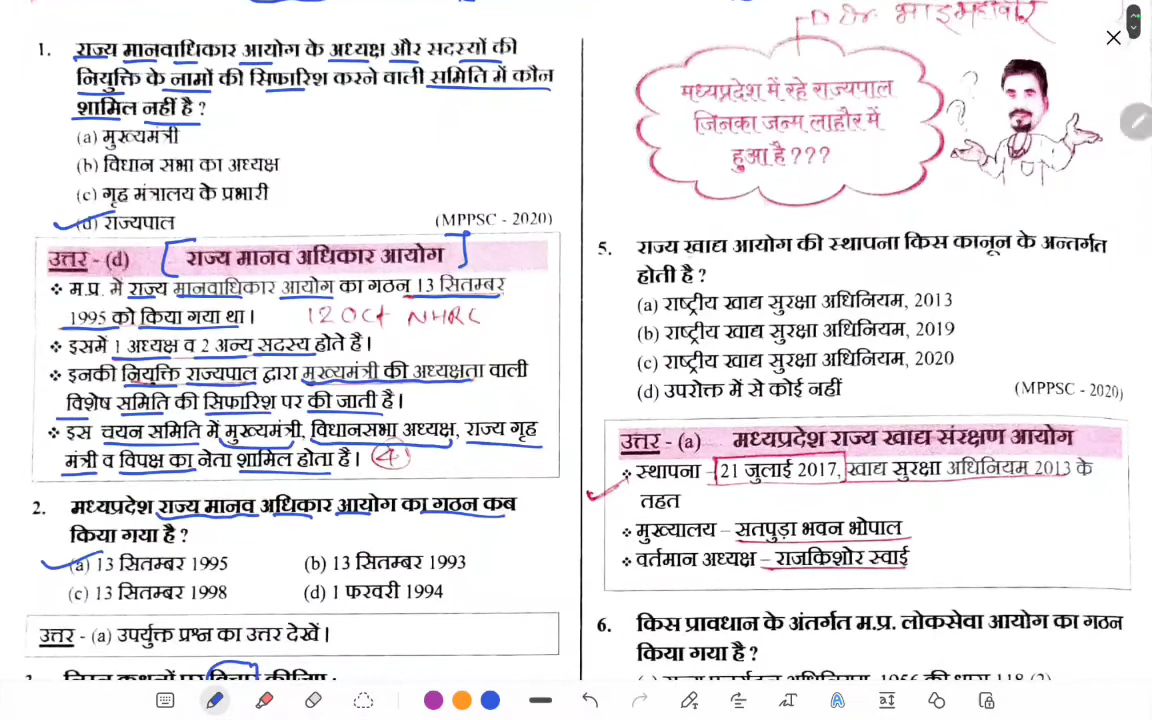 1. राज्य मानवाधिकार आयोग के अध्यक्ष और सदस्यों की
नियुक्ति के नामों की सिफारिश करने वाली समिति में कौन
शामिल नहीं है ?
(a) मुख्यमंत्री
(b) विधान सभा का अध्यक्ष
(c) गृह मंत्रालय के प्रभारी
(d) राज्यपाल (MPPSC - 2020)
उत्तर - (d) [ राज्य मानव अधिकार आयोग ]
❖ म.प्र. में राज्य मानवाधिकार आयोग का गठन 13 सितम्बर
1995 को किया गया था। 12 Oct NHRC
❖ इसमें 1 अध्यक्ष व 2 अन्य सदस्य होते हैं।
❖ इनकी नियुक्ति राज्यपाल द्वारा मुख्यमंत्री की अध्यक्षता वाली
विशेष समिति की सिफारिश पर की जाती है।
❖ इस चयन समिति में मुख्यमंत्री, विधानसभा अध्यक्ष, राज्य गृह
मंत्री व विपक्ष का नेता शामिल होता है। 4
2. मध्यप्रदेश राज्य मानव अधिकार आयोग का गठन कब
किया गया है ?
(a) 13 सितम्बर 1995 (b) 13 सितम्बर 1993
(c) 13 सितम्बर 1998 (d) 1 फरवरी 1994
उत्तर - (a) उपर्युक्त प्रश्न का उत्तर देखें।
मध्यप्रदेश में रहे राज्यपाल
जिनका जन्म लाहौर में
हुआ है???
5. राज्य खाद्य आयोग की स्थापना किस कानून के अन्तर्गत
होती है ?
(a) राष्ट्रीय खाद्य सुरक्षा अधिनियम, 2013
(b) राष्ट्रीय खाद्य सुरक्षा अधिनियम, 2019
(c) राष्ट्रीय खाद्य सुरक्षा अधिनियम, 2020
(d) उपरोक्त में से कोई नहीं (MPPSC - 2020)
उत्तर - (a) मध्यप्रदेश राज्य खाद्य संरक्षण आयोग
❖ स्थापना – 21 जुलाई 2017, खाद्य सुरक्षा अधिनियम 2013 के
तहत
❖ मुख्यालय – सतपुड़ा भवन भोपाल
❖ वर्तमान अध्यक्ष – राजकिशोर स्वाई
6. किस प्रावधान के अंतर्गत म.प्र. लोकसेवा आयोग का गठन
किया गया है ?